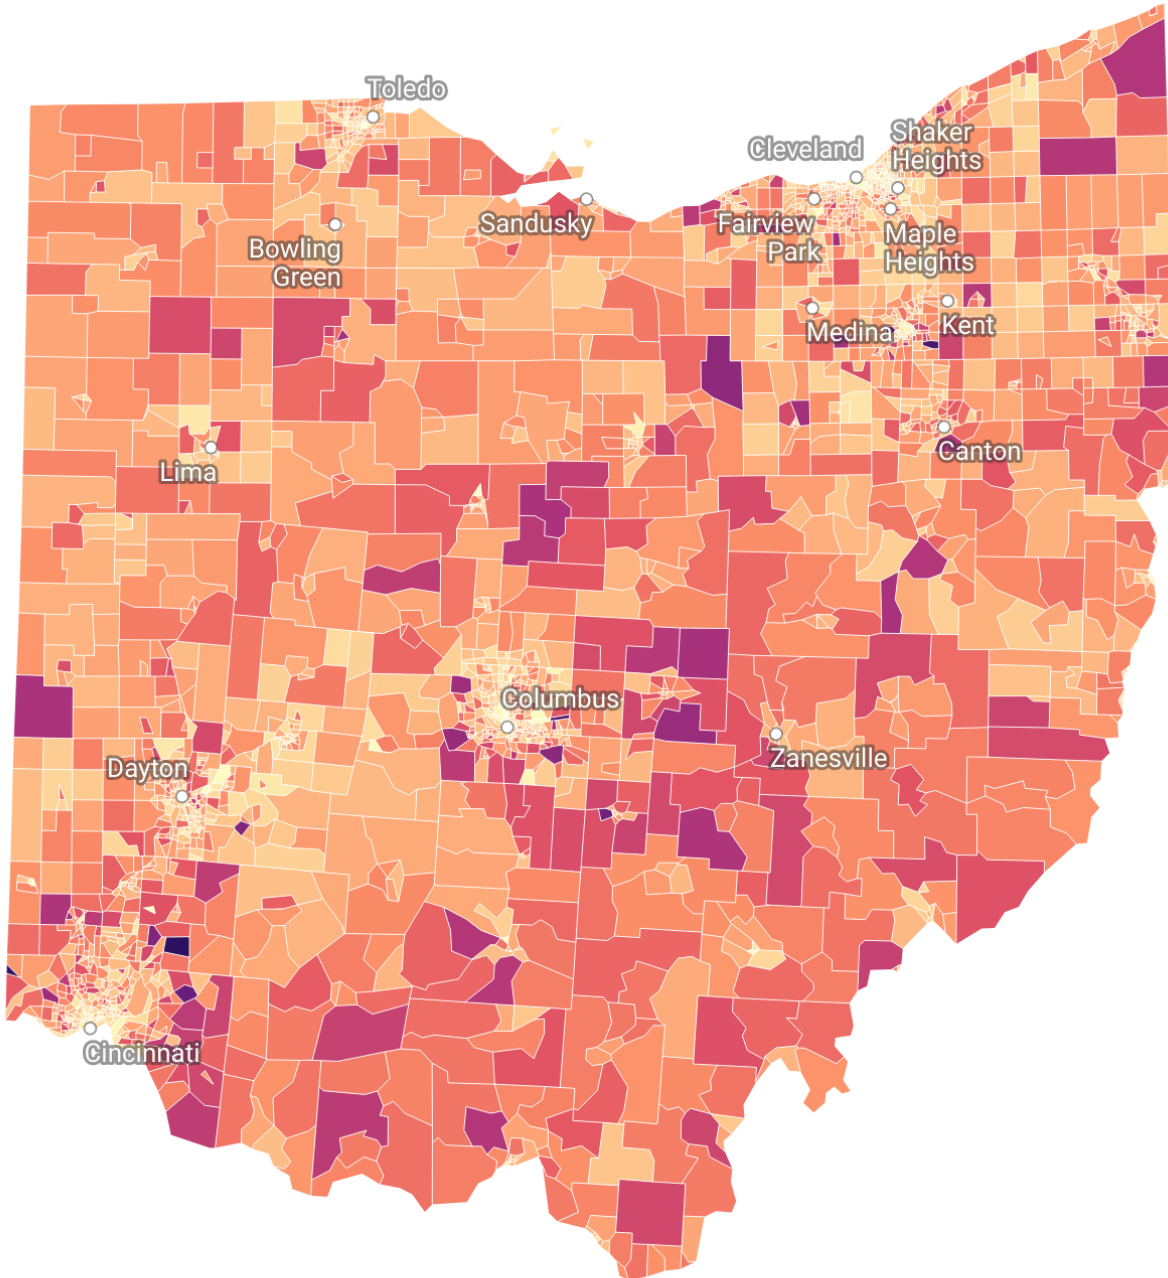 Toledo
Cleveland
Shaker
Heights
Sandusky
Fairview
Park
Maple
Heights
Bowling
Green
Medina
Kent
Lima
Canton
Columbus
Zanesville
Dayton
Cincinnati